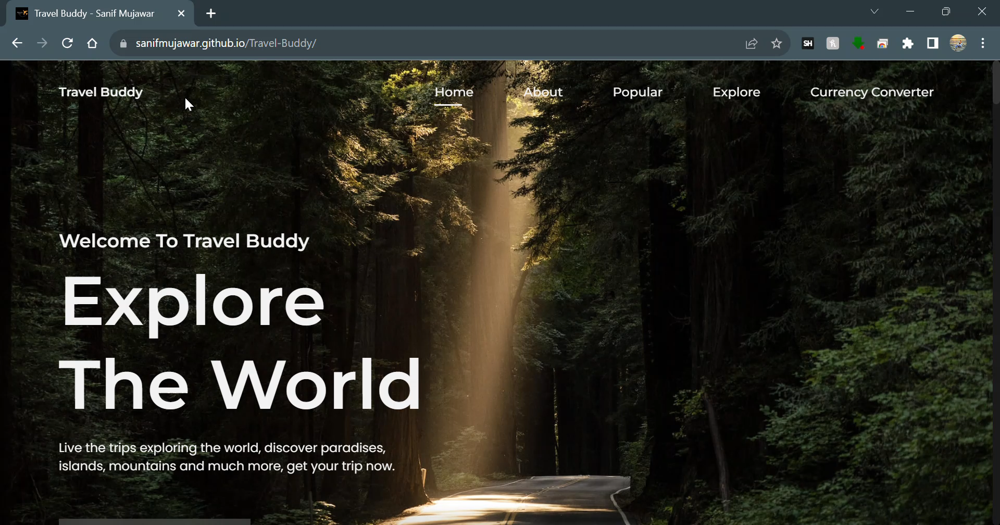 Travel Buddy - Sanif Mujawar
sanifmujawar.github.io/Travel-Buddy/
SH
h
Travel Buddy
Home
About
Popular
Explore
Currency Converter
Welcome To Travel Buddy
Explore
The World
Live the trips exploring the world, discover paradises,
islands, mountains and much more, get your trip now.